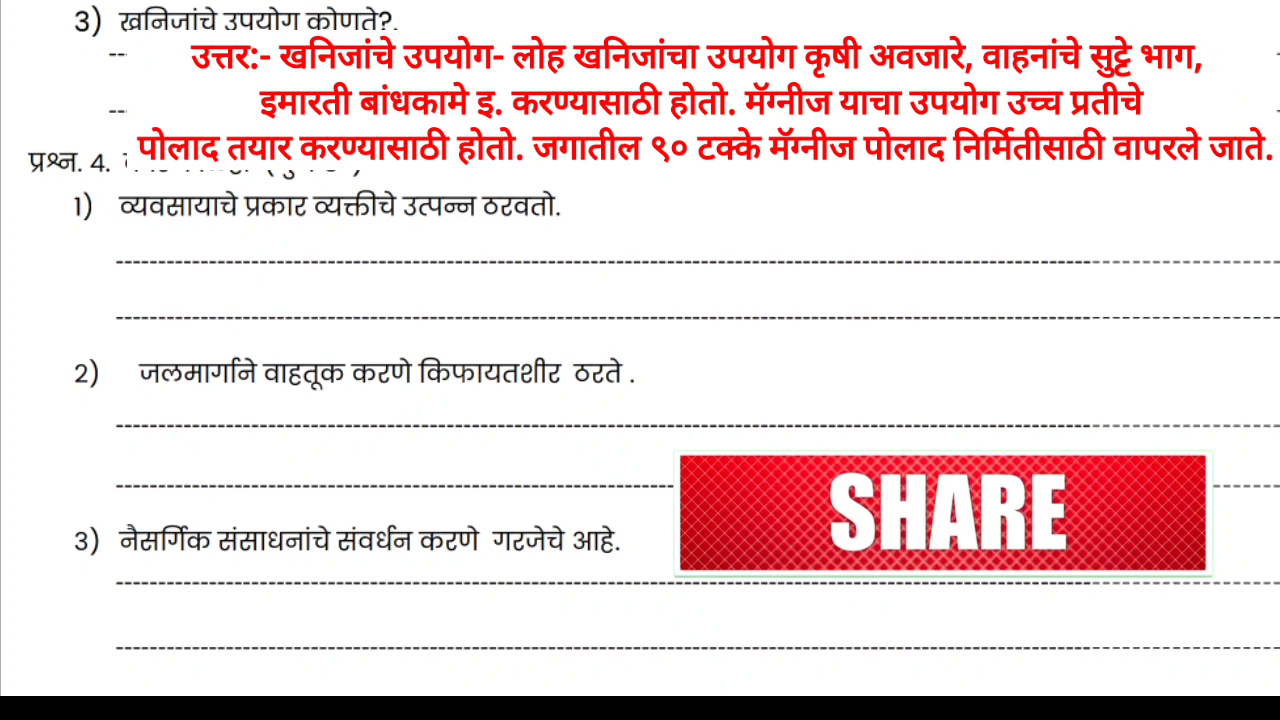 3) खनिजांचे उपयोग कोणते?.
उत्तर:- खनिजांचे उपयोग- लोह खनिजांचा उपयोग कृषी अवजारे, वाहनांचे सुट्टे भाग,
इमारती बांधकामे इ. करण्यासाठी होतो. मॅग्नीज याचा उपयोग उच्च प्रतीचे
पोलाद तयार करण्यासाठी होतो. जगातील ९० टक्के मॅग्नीज पोलाद निर्मितीसाठी वापरले जाते.
प्रश्न. 4.
1) व्यवसायाचे प्रकार व्यक्तीचे उत्पन्न ठरवतो.
2) जलमार्गाने वाहतूक करणे किफायतशीर ठरते .
SHARE
3) नैसर्गिक संसाधनांचे संवर्धन करणे गरजेचे आहे.